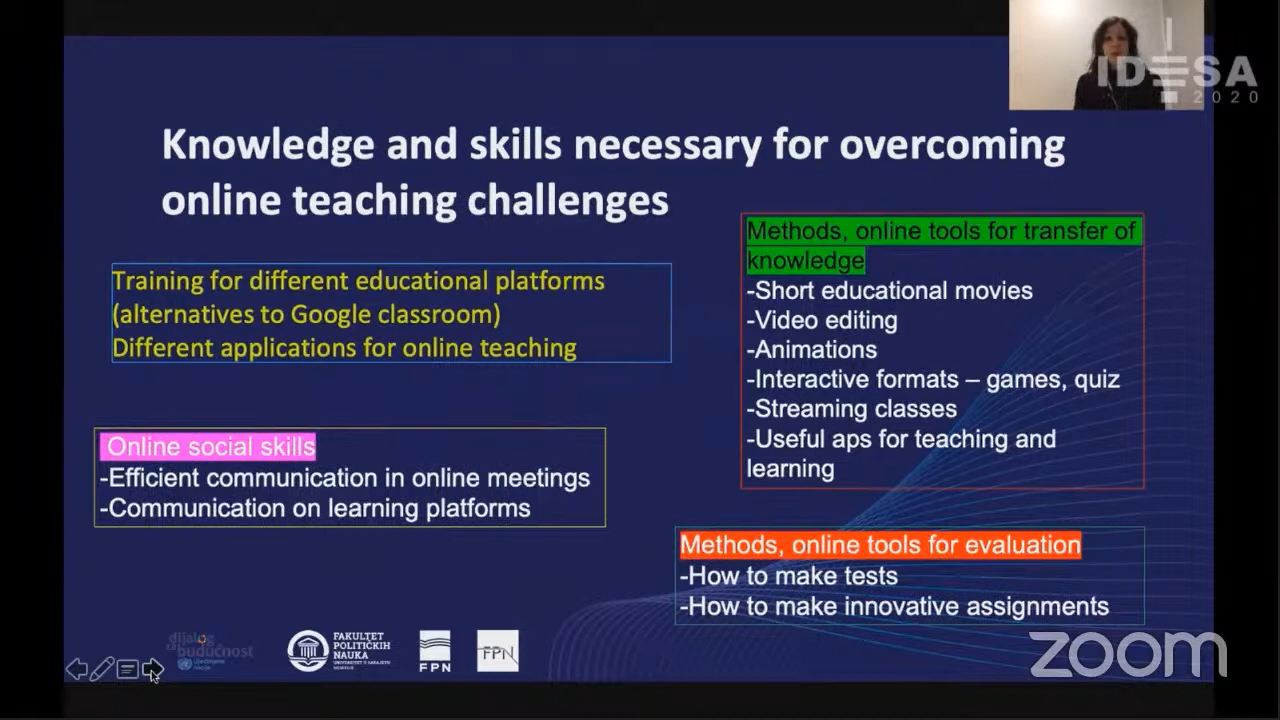 IDESA
2020
Knowledge and skills necessary for overcoming
online teaching challenges
Training for different educational platforms
(alternatives to Google classroom)
Different applications for online teaching
Online social skills
-Efficient communication in online meetings
-Communication on learning platforms
Methods, online tools for transfer of
knowledge
-Short educational movies
-Video editing
-Animations
-Interactive formats – games, quiz
-Streaming classes
-Useful aps for teaching and
learning
Methods, online tools for evaluation
-How to make tests
-How to make innovative assignments
dijalog
za
budućnost
FAKULTET
POLITIČKIH
NAUKA
FPN
FPN
zoom